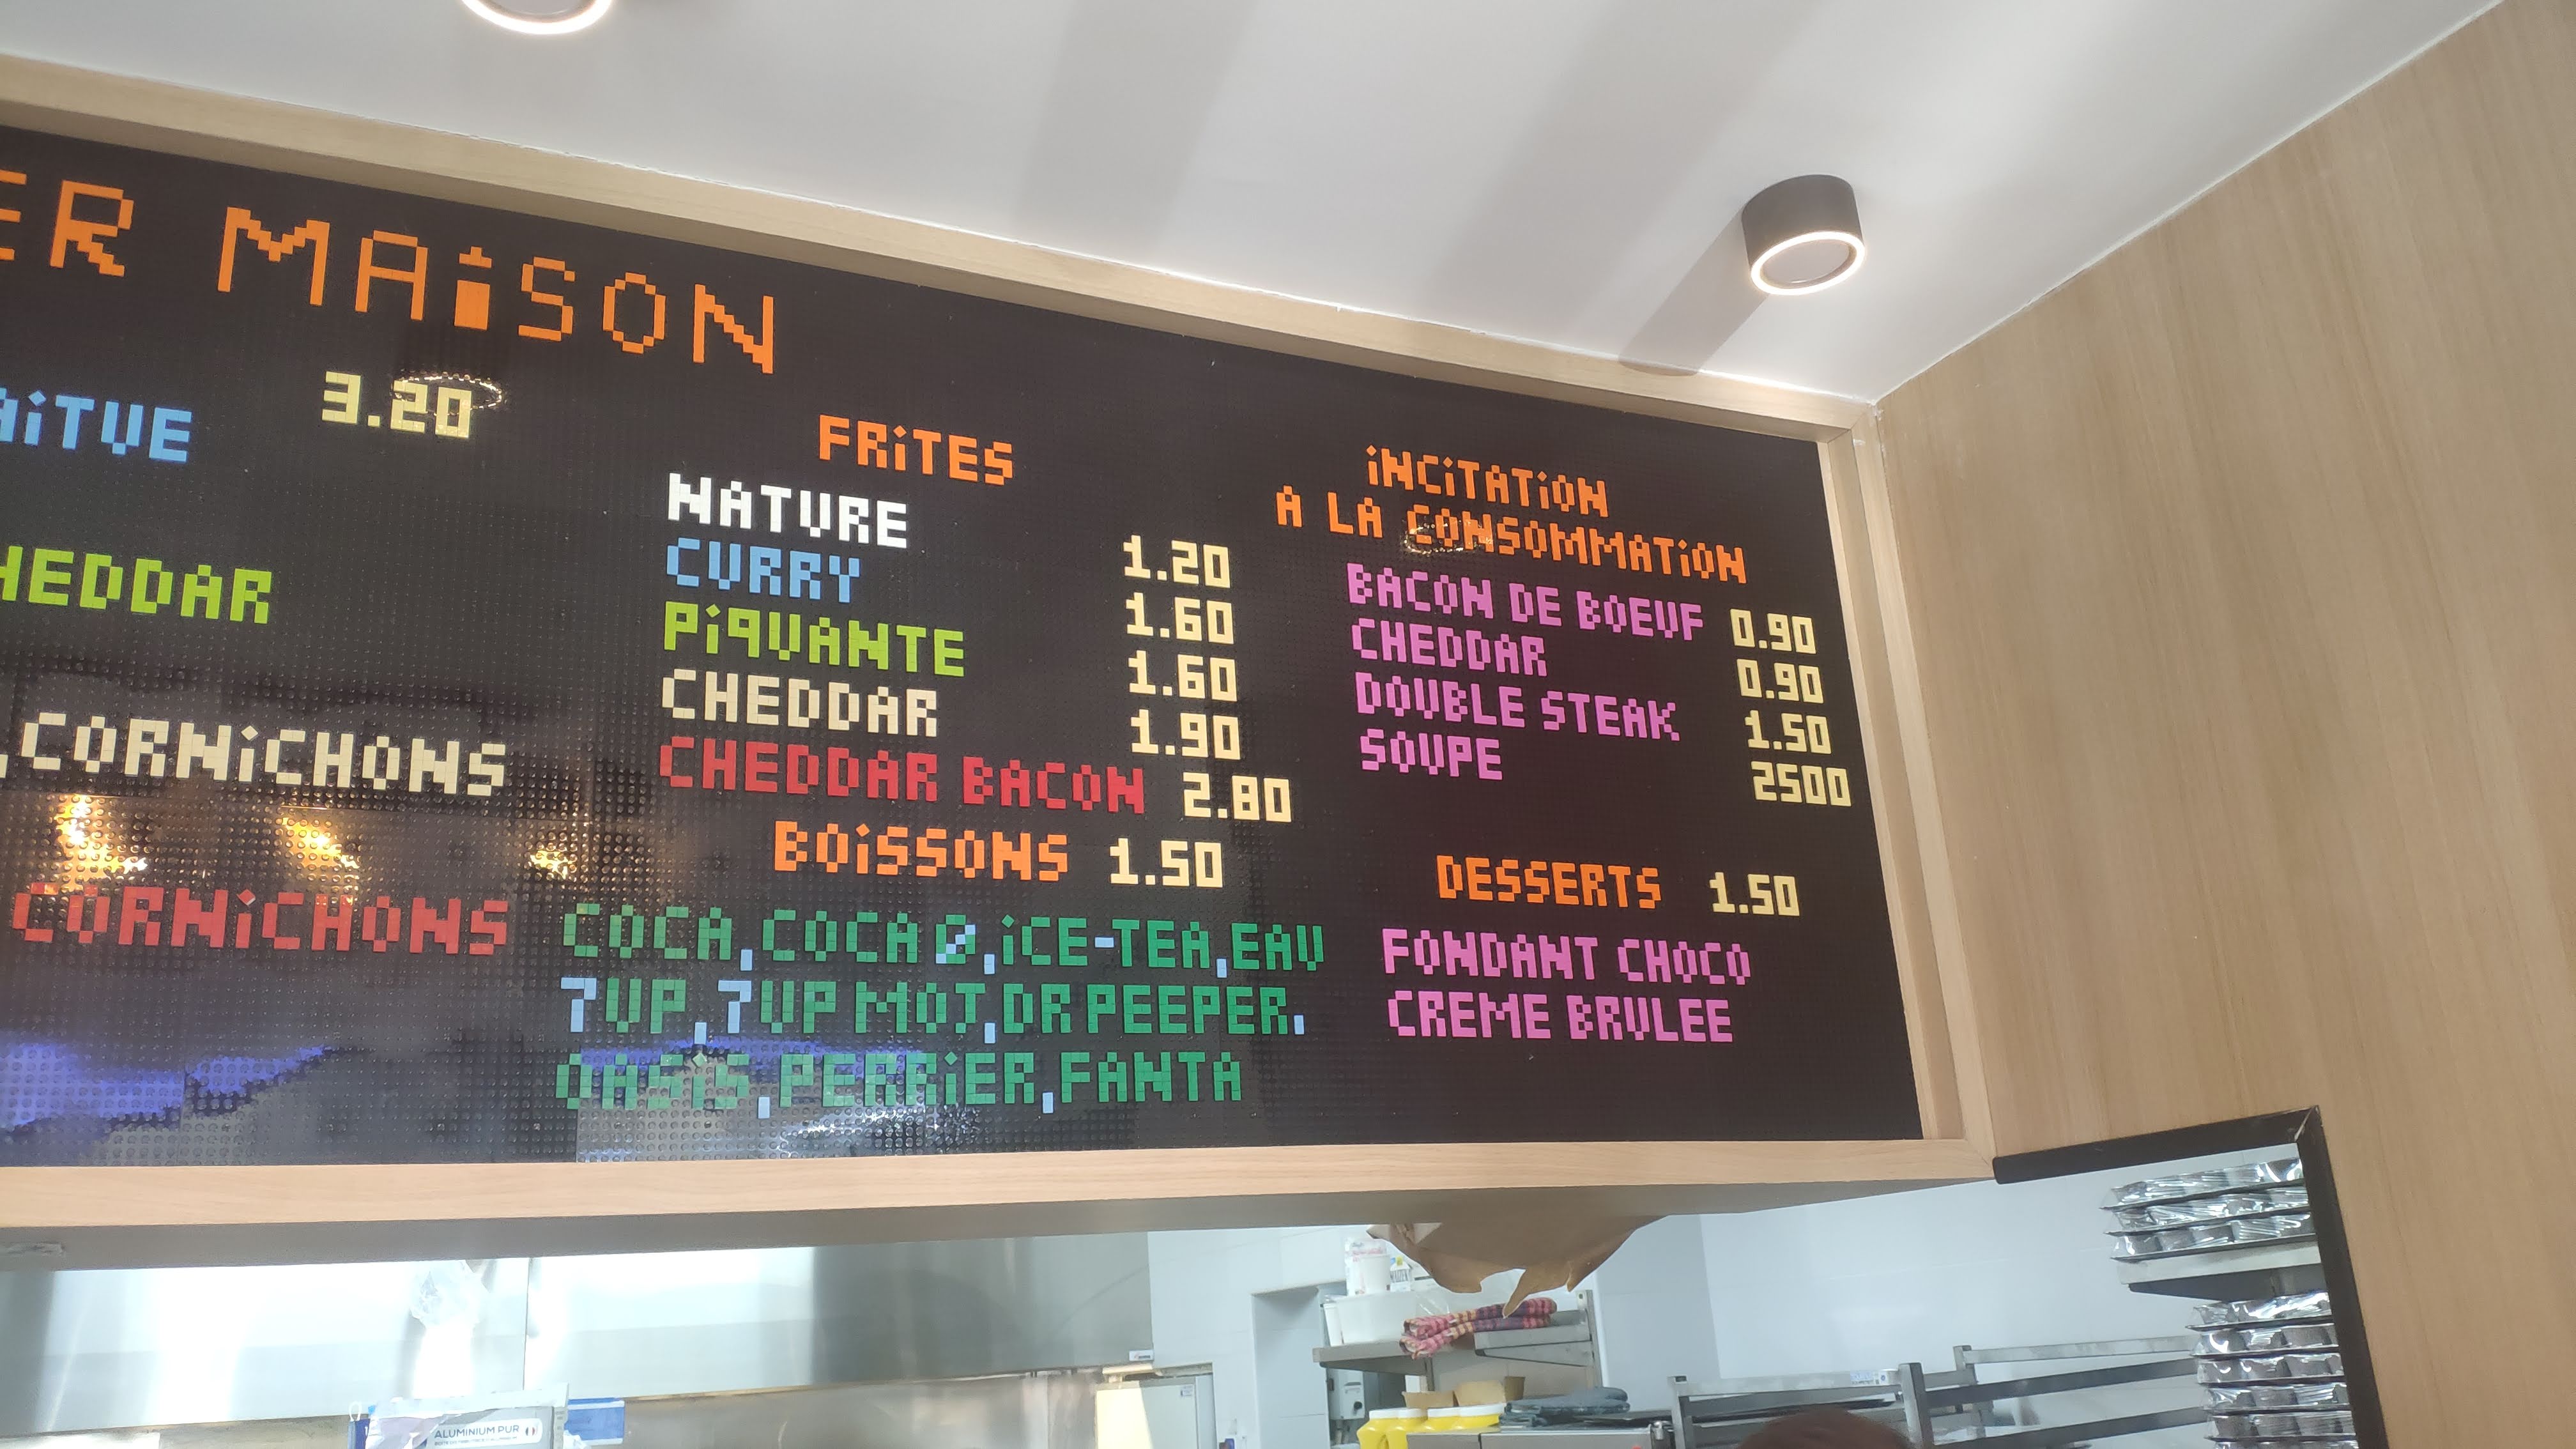 ER MAiSON
AiTUE 3.20
HEDDAR
,CORNiCHONS
CORNiCHONS
FRiTES
NATURE 1.20
CURRY 1.60
PiqUANTE 1.60
CHEDDAR 1.90
CHEDDAR BACON 2.80
BOiSSONS 1.50
COCA,COCA 0,iCE-TEA,EAU
7UP,7UP MOJ,DR PEEPER,
OASiS,PERRiER,FANTA
iNCiTATiON
A LA CONSOMMATiON
BACON DE BOEUF 0.90
CHEDDAR 0.90
DOUBLE STEAK 1.50
SOUPE 2500
DESSERTS 1.50
FONDANT CHOCO
CREME BRULEE
ALUMINIUM PUR